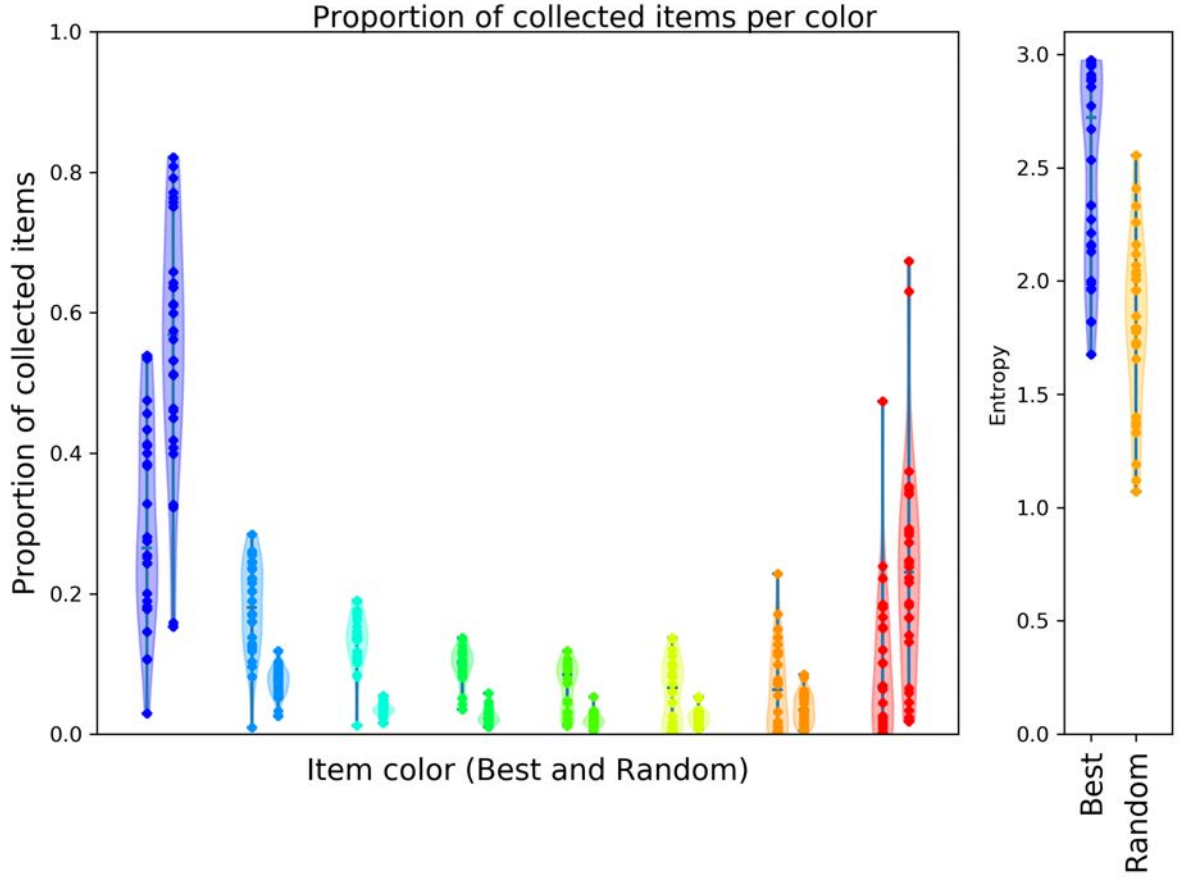 Proportion of collected items per color
Proportion of collected items
1.0
0.8
0.6
0.4
0.2
0.0
Item color (Best and Random)
Entropy
3.0
2.5
2.0
1.5
1.0
0.5
0.0
Best
Random